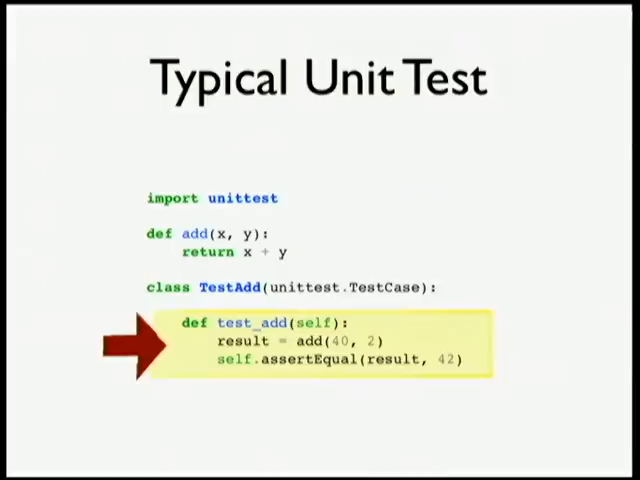 Typical Unit Test
import unittest
def add(x, y):
    return x + y
class TestAdd(unittest.TestCase):
    def test_add(self):
        result = add(40, 2)
        self.assertEqual(result, 42)